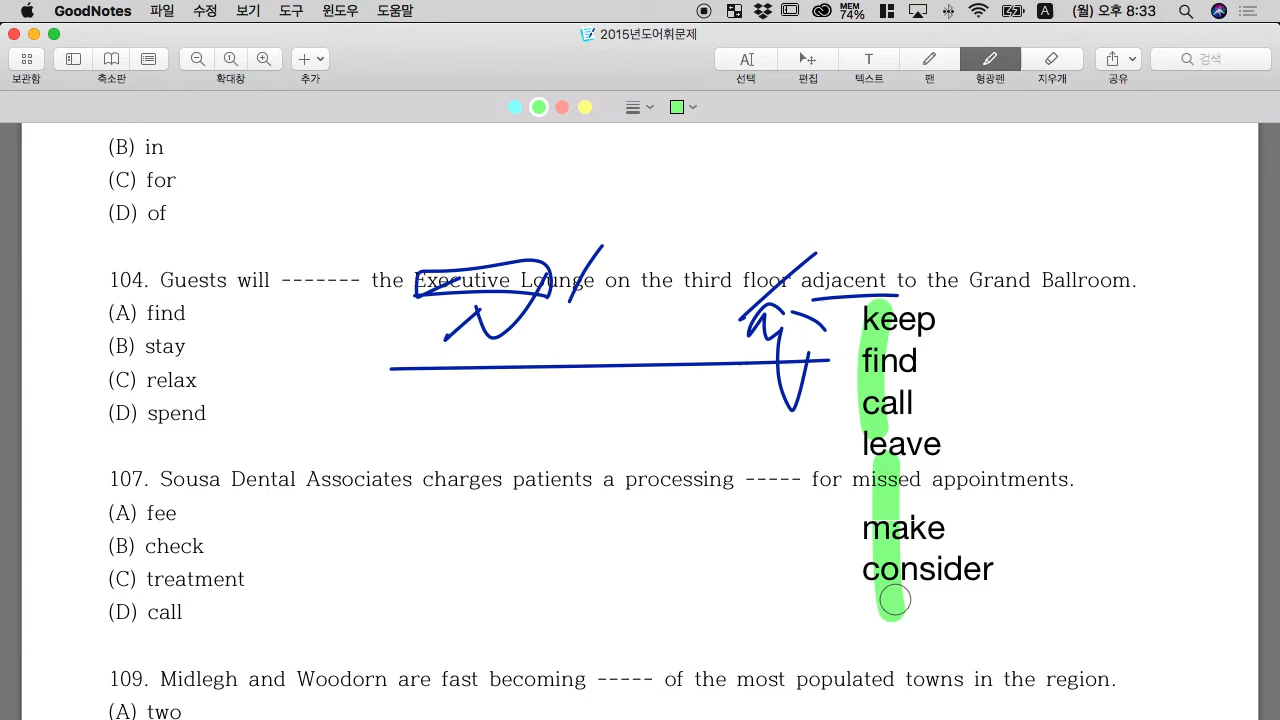 GoodNotes 파일 수정 보기 도구 윈도우 도움말 MEM 74% A (월) 오후 8:33
2015년도어휘문제
보관함 축소판 확대창 추가 선택 편집 텍스트 펜 형광펜 지우개 공유 검색
(B) in
(C) for
(D) of
104. Guests will ------- the Executive Lounge on the third floor adjacent to the Grand Ballroom.
(A) find
(B) stay
(C) relax
(D) spend
keep
find
call
leave
107. Sousa Dental Associates charges patients a processing ----- for missed appointments.
(A) fee
(B) check
(C) treatment
(D) call
make
consider
109. Midlegh and Woodorn are fast becoming ----- of the most populated towns in the region.
(A) two